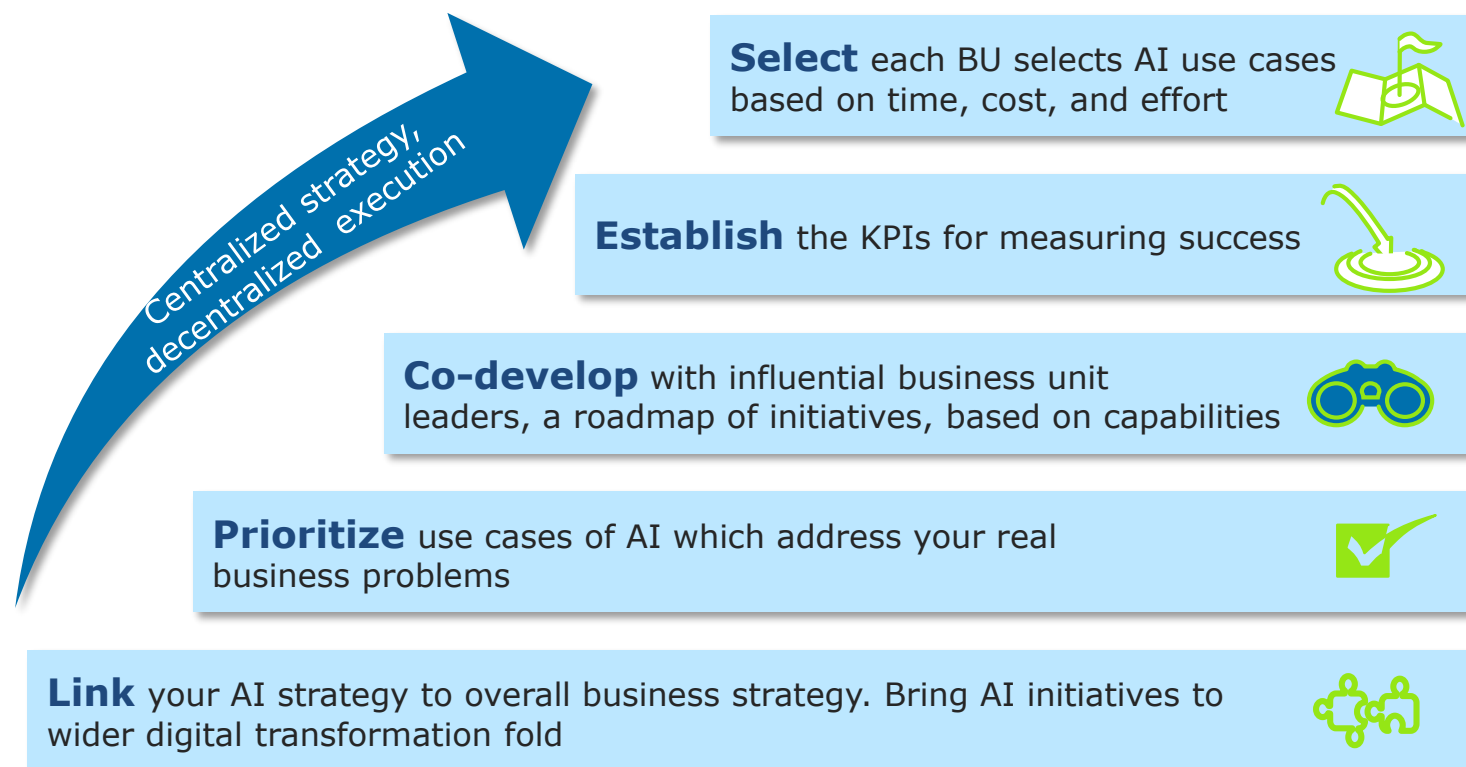 Select each BU selects AI use cases
based on time, cost, and effort
Centralized strategy,
decentralized execution
Establish the KPIs for measuring success
Co-develop with influential business unit
leaders, a roadmap of initiatives, based on capabilities
Prioritize use cases of AI which address your real
business problems
Link your AI strategy to overall business strategy. Bring AI initiatives to
wider digital transformation fold